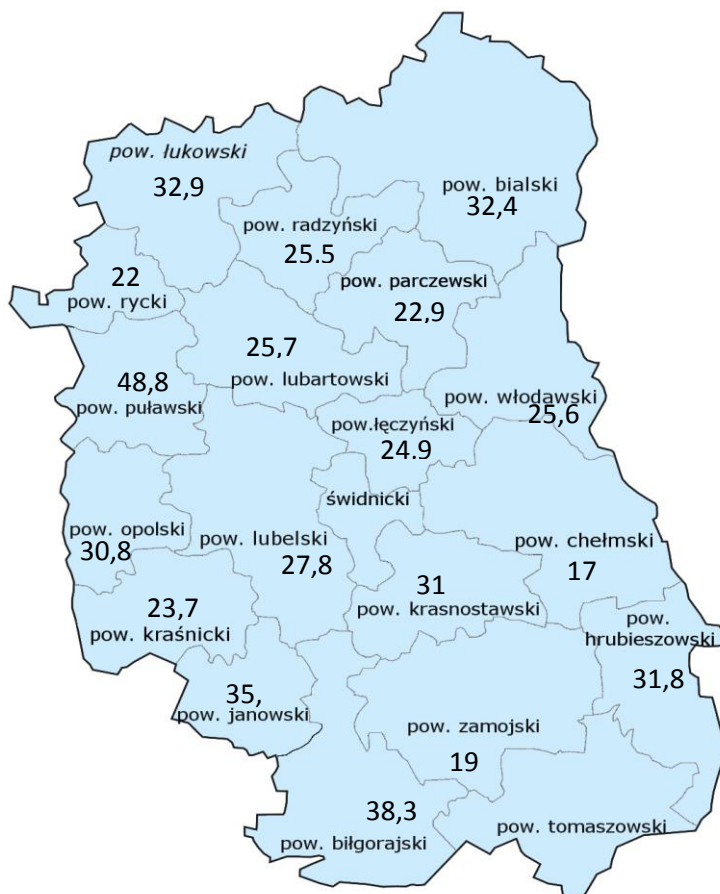 pow. łukowski
32,9
pow. bialski
32,4
pow. radzyński
25.5
22
pow. rycki
pow. parczewski
22,9
25,7
pow. lubartowski
48,8
pow. puławski
pow. włodawski
25,6
pow.łęczyński
24.9
świdnicki
pow. opolski
30,8
pow. lubelski
27,8
pow. chełmski
17
31
pow. krasnostawski
23,7
pow. kraśnicki
pow.
hrubieszowski
31,8
35,
pow. janowski
pow. zamojski
19
38,3
pow. biłgorajski
pow. tomaszowski